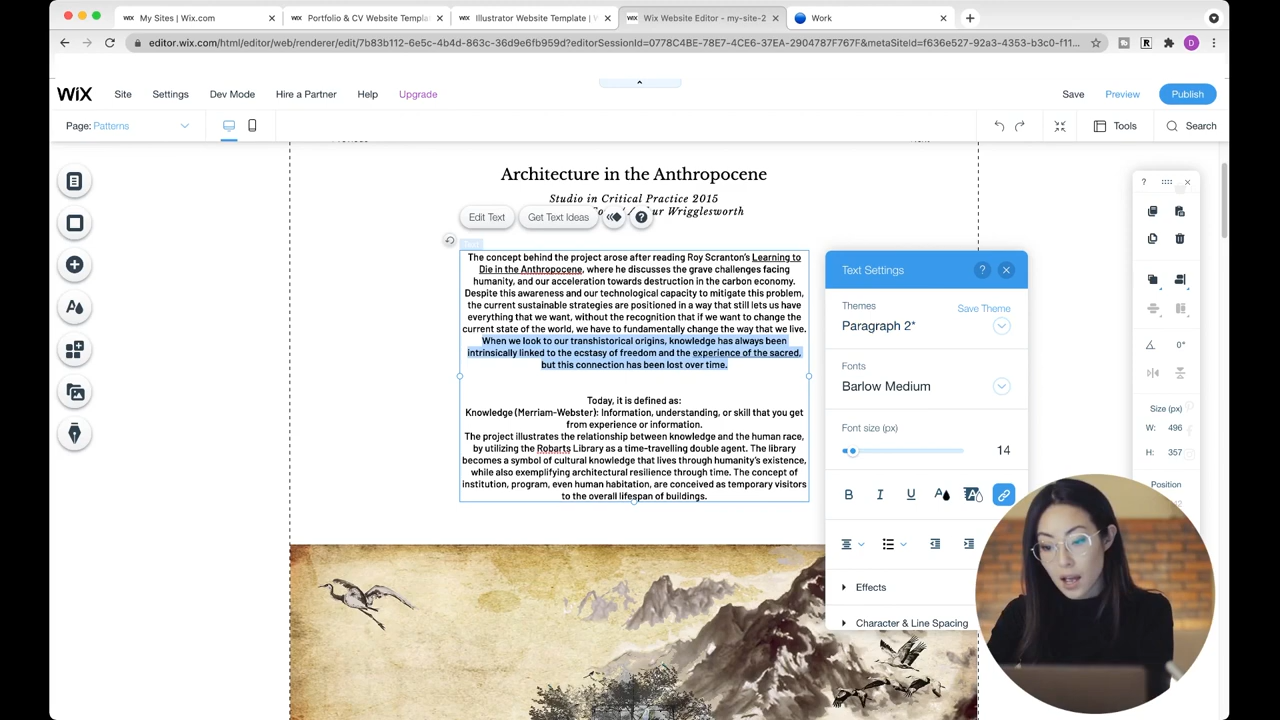 My Sites | Wix.com
Portfolio & CV Website Templa
Illustrator Website Template | W
Wix Website Editor - my-site-2
Work
editor.wix.com/html/editor/web/renderer/edit/7b83b112-6e5c-4b4d-863c-36d9e6fb959d?editorSessionId=0778C4BE-78E7-4CE6-37EA-2904787F767F&metaSiteId=f636e527-92a3-4353-b3c0-f11...
D
WIX
Site
Settings
Dev Mode
Hire a Partner
Help
Upgrade
Save
Preview
Publish
Page: Patterns
Tools
Search
Architecture in the Anthropocene
Studio in Critical Practice 2015
ur Wrigglesworth
Edit Text
Get Text Ideas
Text
The concept behind the project arose after reading Roy Scranton's Learning to
Die in the Anthropocene, where he discusses the grave challenges facing
humanity, and our acceleration towards destruction in the carbon economy.
Despite this awareness and our technological capacity to mitigate this problem,
the current sustainable strategies are positioned in a way that still lets us have
everything that we want, without the recognition that if we want to change the
current state of the world, we have to fundamentally change the way that we live.
When we look to our transhistorical origins, knowledge has always been
intrinsically linked to the ecstasy of freedom and the experience of the sacred,
but this connection has been lost over time.
Today, it is defined as:
Knowledge (Merriam-Webster): Information, understanding, or skill that you get
from experience or information.
The project illustrates the relationship between knowledge and the human race,
by utilizing the Robarts Library as a time-travelling double agent. The library
becomes a symbol of cultural knowledge that lives through humanity's existence,
while also exemplifying architectural resilience through time. The concept of
institution, program, even human habitation, are conceived as temporary visitors
to the overall lifespan of buildings.
Text Settings
?
Themes
Save Theme
Paragraph 2*
Fonts
Barlow Medium
Font size (px)
14
B
I
U
Effects
Character & Line Spacing
?
0°
Size (px)
W: 496
H: 357
Position